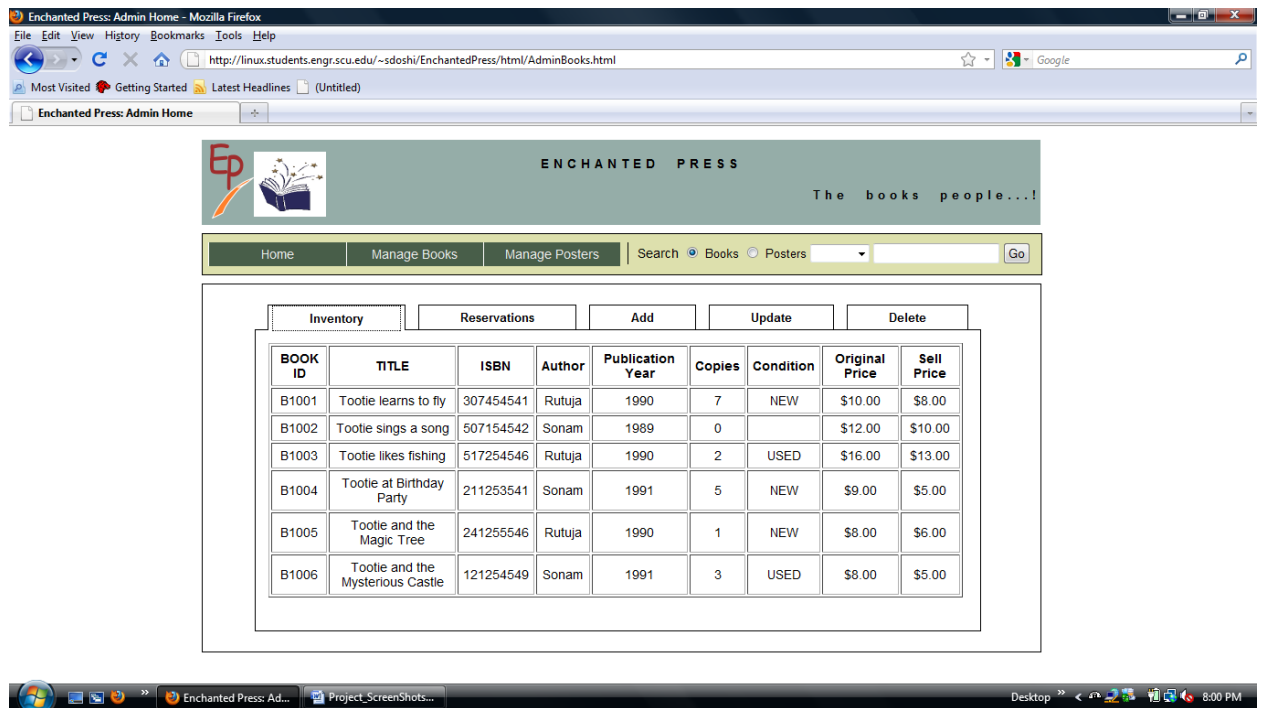 Enchanted Press: Admin Home - Mozilla Firefox
File Edit View History Bookmarks Tools Help
http://linux.students.engr.scu.edu/~sdoshi/EnchantedPress/html/AdminBooks.html
Google
Most Visited Getting Started Latest Headlines (Untitled)
Enchanted Press: Admin Home
Ep
ENCHANTED PRESS
The books people...!
Home Manage Books Manage Posters Search Books Posters Go
Inventory Reservations Add Update Delete
BOOK ID TITLE ISBN Author Publication Year Copies Condition Original Price Sell Price
B1001 Tootie learns to fly 307454541 Rutuja 1990 7 NEW $10.00 $8.00
B1002 Tootie sings a song 507154542 Sonam 1989 0 $12.00 $10.00
B1003 Tootie likes fishing 517254546 Rutuja 1990 2 USED $16.00 $13.00
B1004 Tootie at Birthday Party 211253541 Sonam 1991 5 NEW $9.00 $5.00
B1005 Tootie and the Magic Tree 241255546 Rutuja 1990 1 NEW $8.00 $6.00
B1006 Tootie and the Mysterious Castle 121254549 Sonam 1991 3 USED $8.00 $5.00
Enchanted Press: Ad... Project_ScreenShots... Desktop 8:00 PM